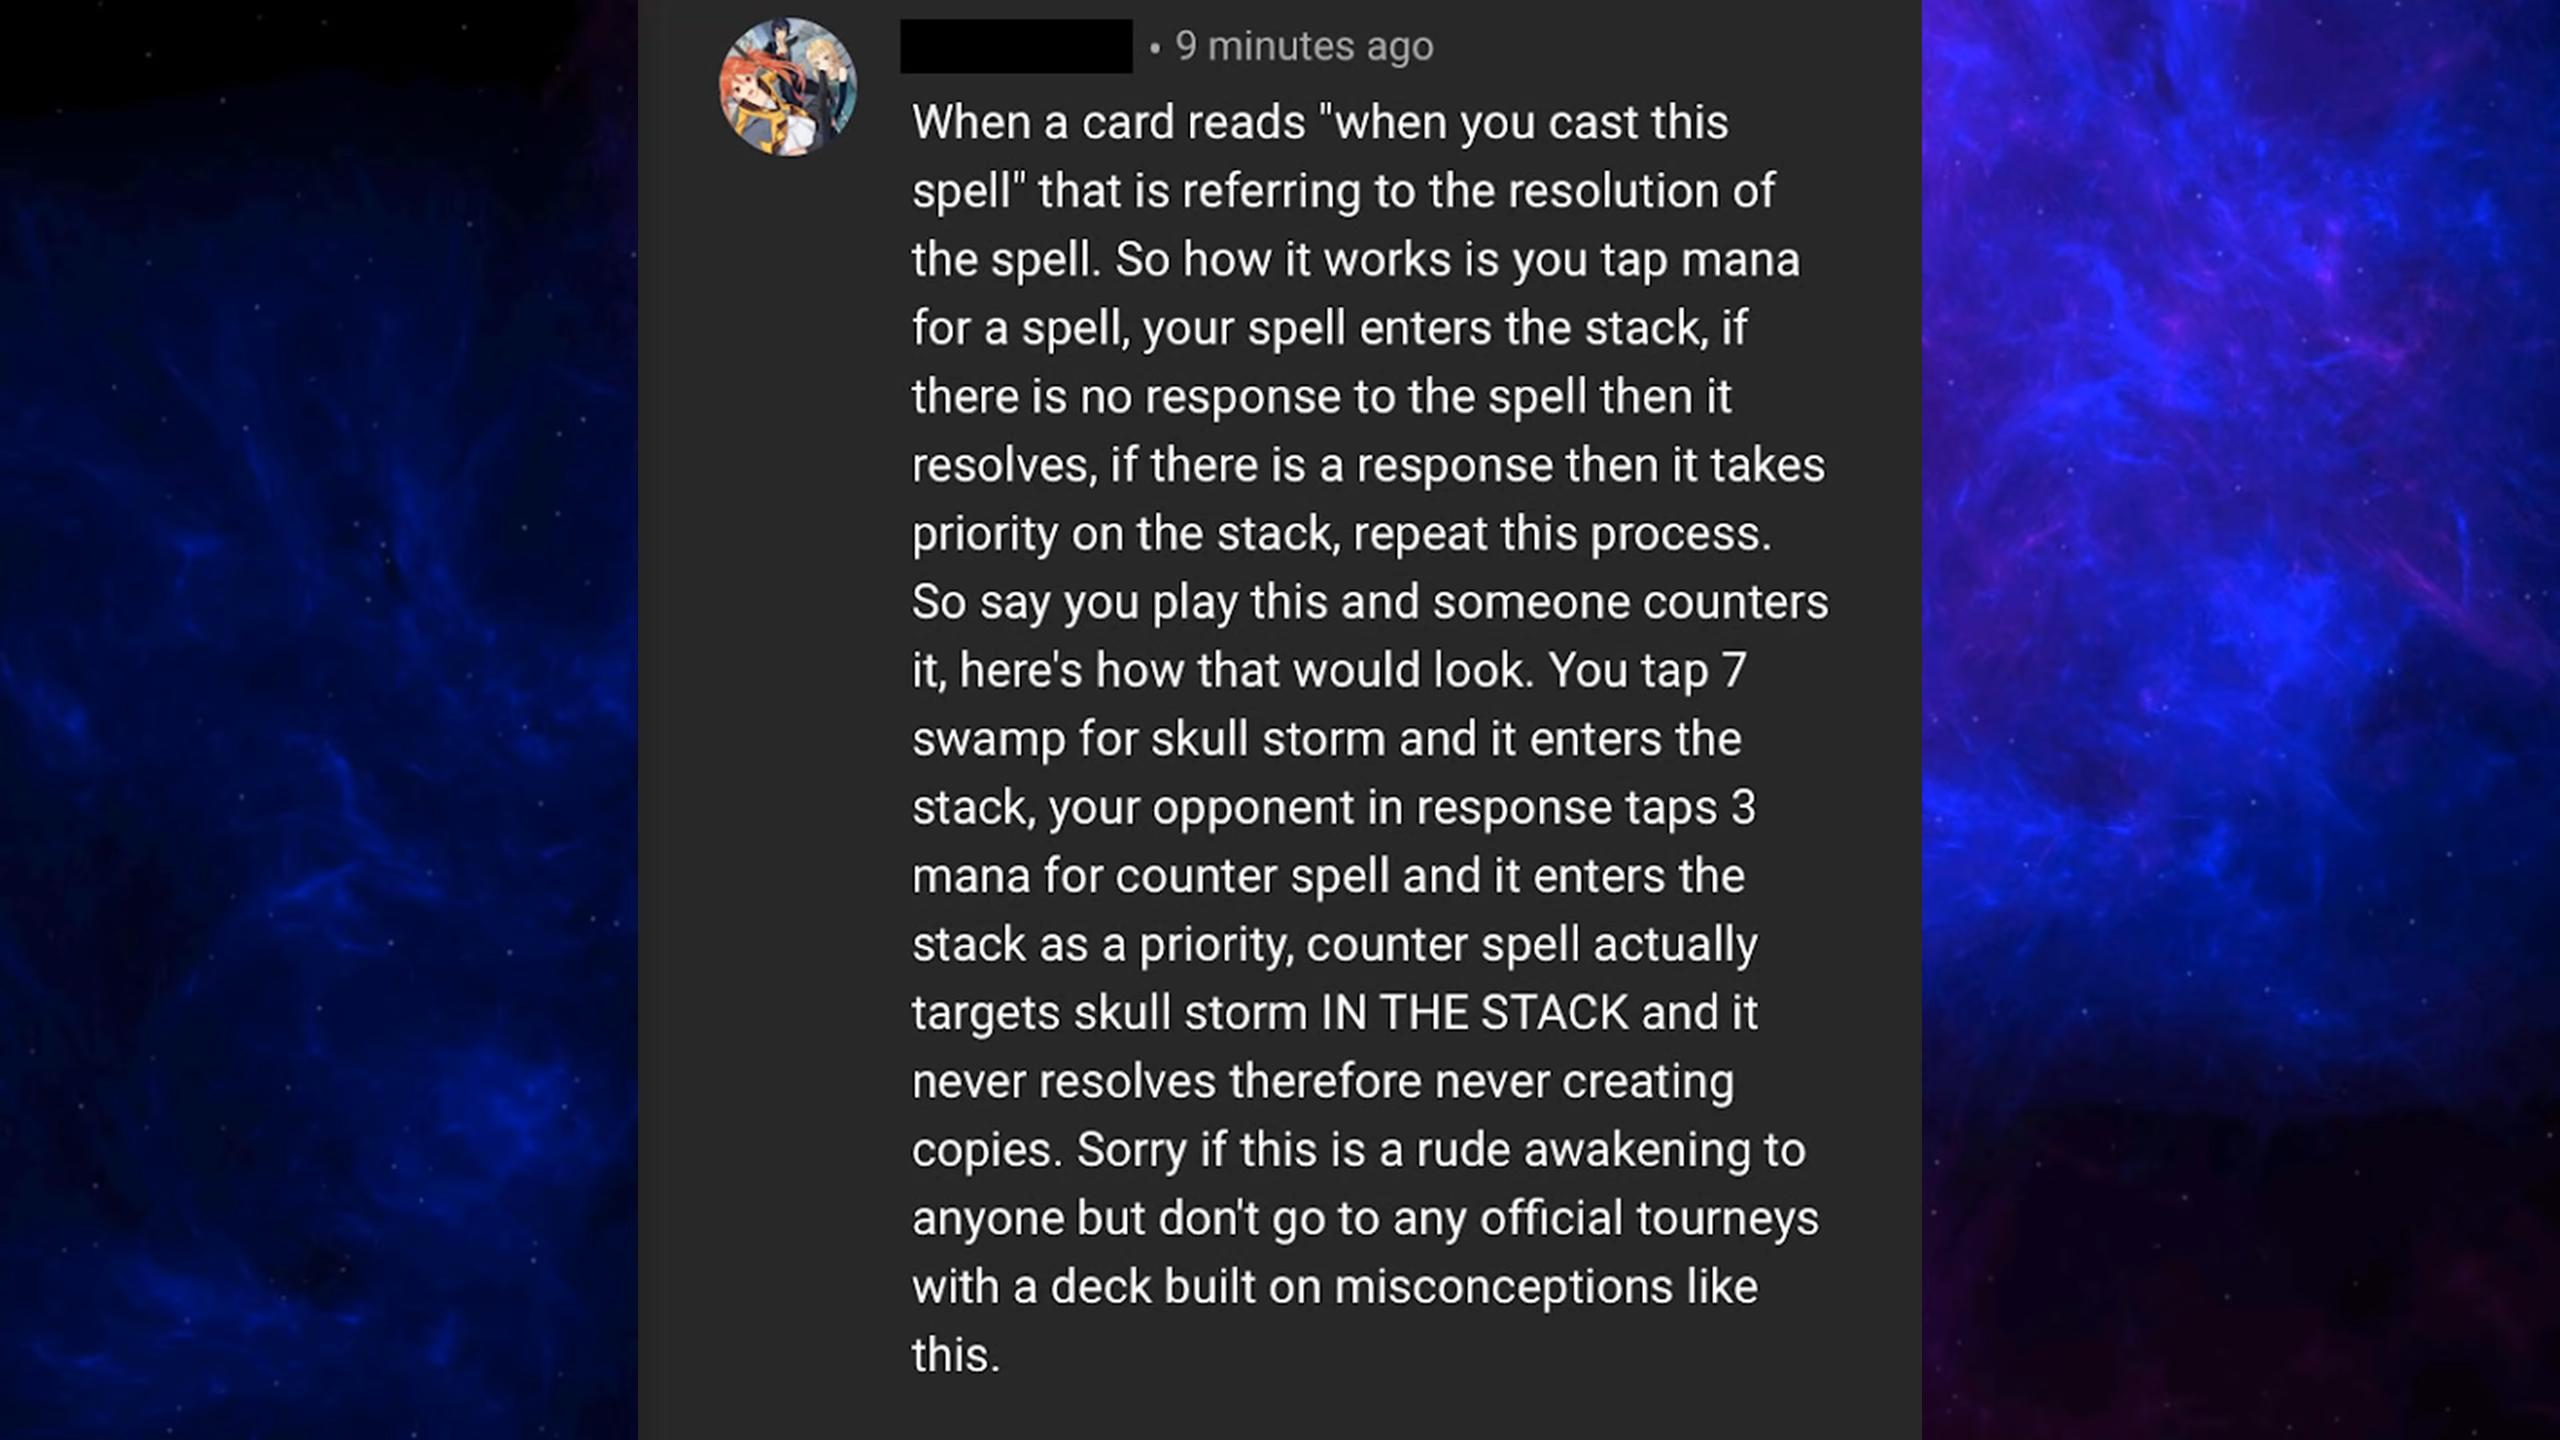 • 9 minutes ago
When a card reads "when you cast this
spell" that is referring to the resolution of
the spell. So how it works is you tap mana
for a spell, your spell enters the stack, if
there is no response to the spell then it
resolves, if there is a response then it takes
priority on the stack, repeat this process.
So say you play this and someone counters
it, here's how that would look. You tap 7
swamp for skull storm and it enters the
stack, your opponent in response taps 3
mana for counter spell and it enters the
stack as a priority, counter spell actually
targets skull storm IN THE STACK and it
never resolves therefore never creating
copies. Sorry if this is a rude awakening to
anyone but don't go to any official tourneys
with a deck built on misconceptions like
this.